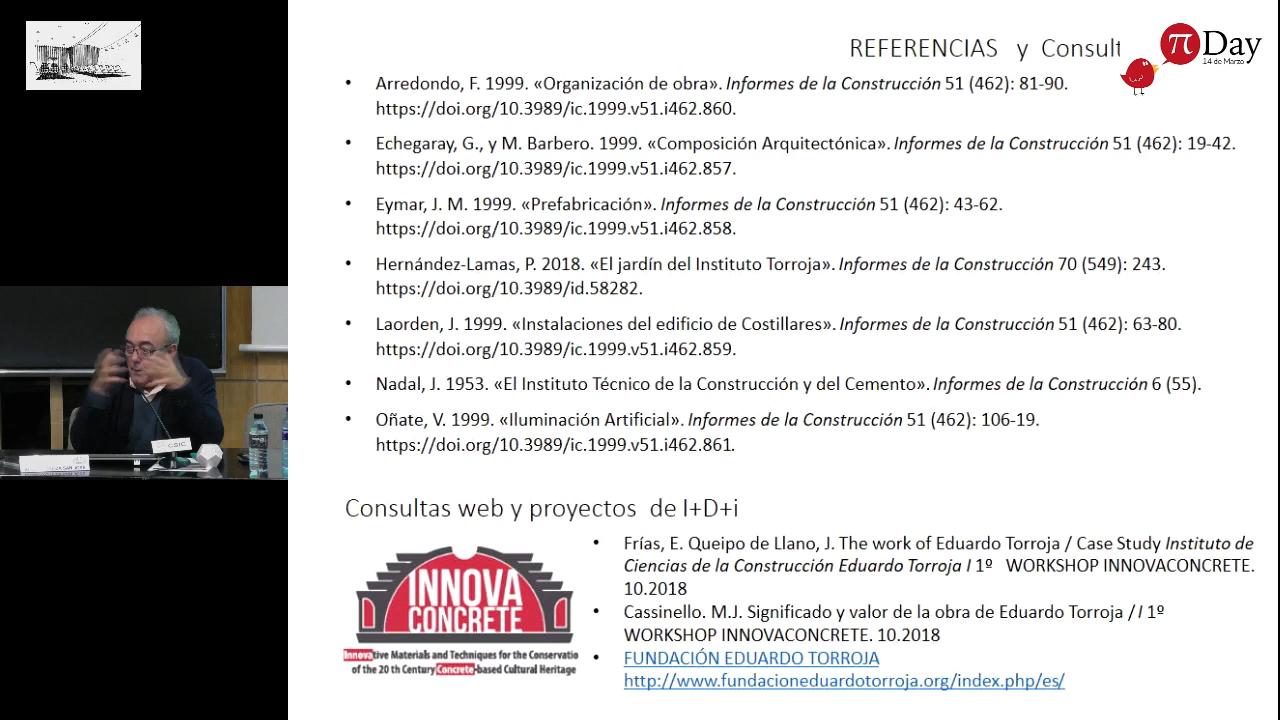 REFERENCIAS y Consult
π Day
14 de Marzo
• Arredondo, F. 1999. «Organización de obra». Informes de la Construcción 51 (462): 81-90.
https://doi.org/10.3989/ic.1999.v51.i462.860.
• Echegaray, G., y M. Barbero. 1999. «Composición Arquitectónica». Informes de la Construcción 51 (462): 19-42.
https://doi.org/10.3989/ic.1999.v51.i462.857.
• Eymar, J. M. 1999. «Prefabricación». Informes de la Construcción 51 (462): 43-62.
https://doi.org/10.3989/ic.1999.v51.i462.858.
• Hernández-Lamas, P. 2018. «El jardín del Instituto Torroja». Informes de la Construcción 70 (549): 243.
https://doi.org/10.3989/id.58282.
• Laorden, J. 1999. «Instalaciones del edificio de Costillares». Informes de la Construcción 51 (462): 63-80.
https://doi.org/10.3989/ic.1999.v51.i462.859.
• Nadal, J. 1953. «El Instituto Técnico de la Construcción y del Cemento». Informes de la Construcción 6 (55).
• Oñate, V. 1999. «Iluminación Artificial». Informes de la Construcción 51 (462): 106-19.
https://doi.org/10.3989/ic.1999.v51.i462.861.
CSIC
Consultas web y proyectos de I+D+i
INNOVA
CONCRETE
Innovative Materials and Techniques for the Conservatio
of the 20 th Century Concrete-based Cultural Heritage
• Frías, E. Queipo de Llano, J. The work of Eduardo Torroja / Case Study Instituto de
Ciencias de la Construcción Eduardo Torroja I 1º WORKSHOP INNOVACONCRETE.
10.2018
• Cassinello. M.J. Significado y valor de la obra de Eduardo Torroja / I 1º
WORKSHOP INNOVACONCRETE. 10.2018
• FUNDACIÓN EDUARDO TORROJA
http://www.fundacioneduardotorroja.org/index.php/es/